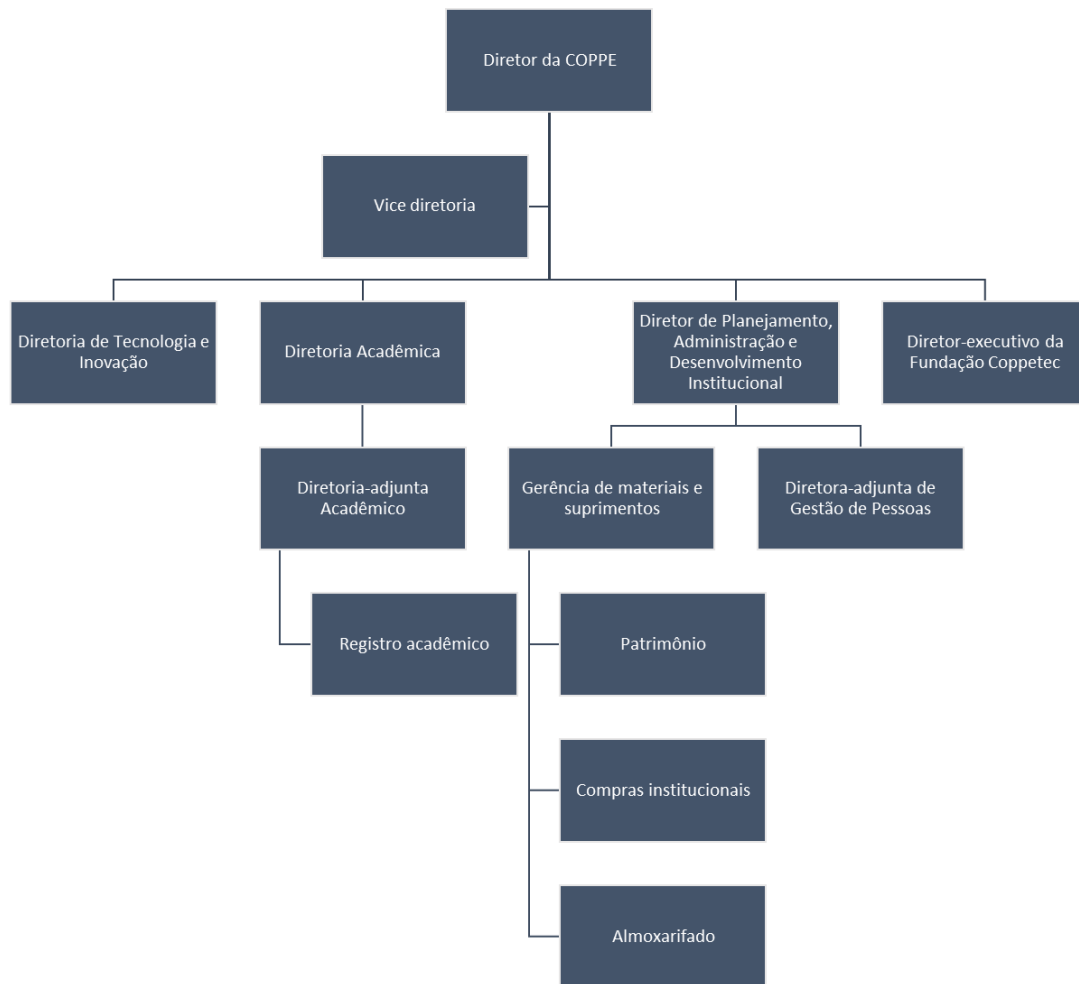 Diretor da COPPE
Vice diretoria
Diretoria de Tecnologia e
Inovação
Diretoria Acadêmica
Diretor de Planejamento,
Administração e
Desenvolvimento
Institucional
Diretor-executivo da
Fundação Coppetec
Diretoria-adjunta
Acadêmico
Gerência de materiais e
suprimentos
Diretora-adjunta de
Gestão de Pessoas
Registro acadêmico
Patrimônio
Compras institucionais
Almoxarifado